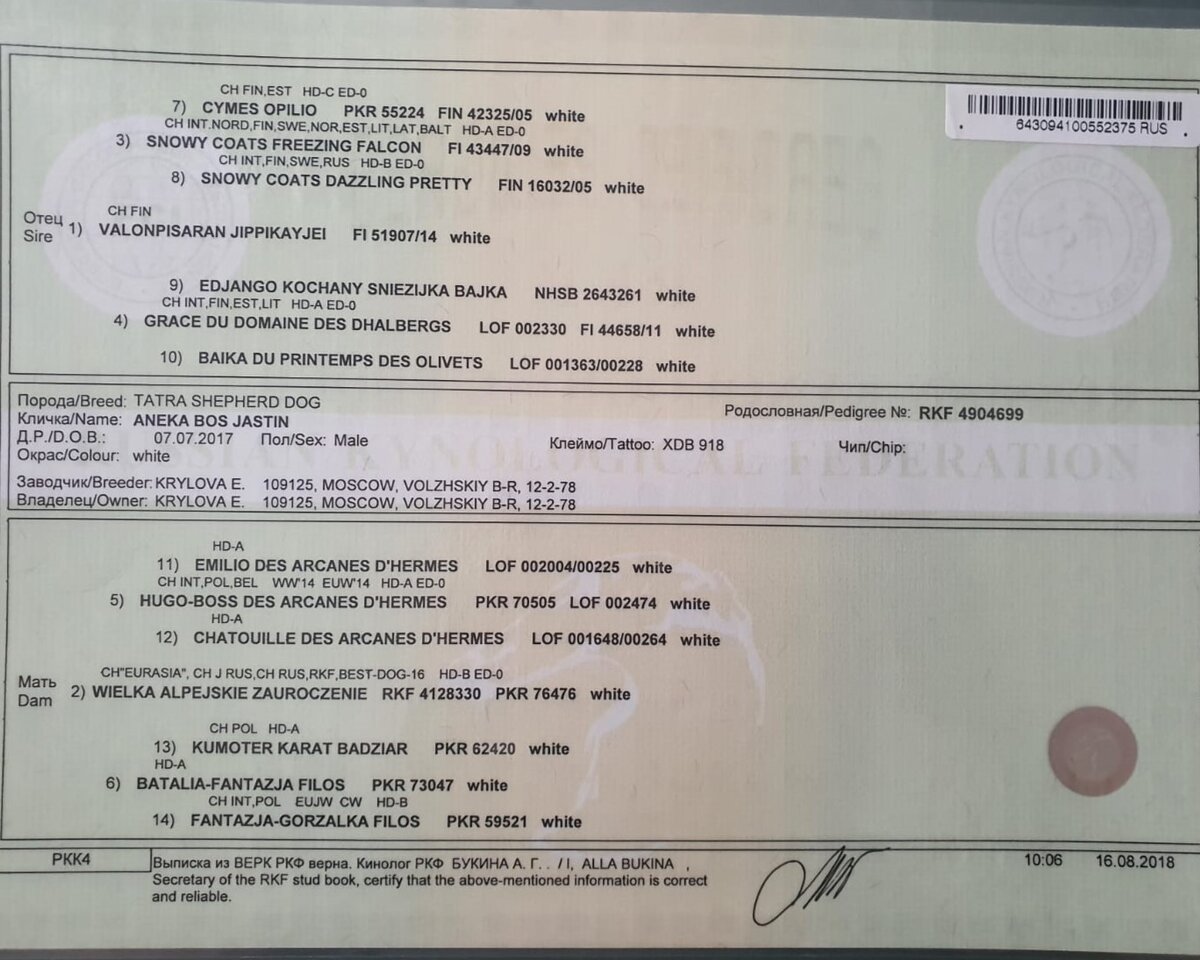 643094100552375 RUS
CH FIN,EST HD-C ED-0
7) CYMES OPILIO PKR 55224 FIN 42325/05 white
CH INT.NORD,FIN,SWE,NOR,EST,LIT,LAT,BALT HD-A ED-0
3) SNOWY COATS FREEZING FALCON FI 43447/09 white
CH INT,FIN,SWE,RUS HD-B ED-0
8) SNOWY COATS DAZZLING PRETTY FIN 16032/05 white
CH FIN
Отец
Sire
1) VALONPISARAN JIPPIKAYJEI FI 51907/14 white
9) EDJANGO KOCHANY SNIEZIJKA BAJKA NHSB 2643261 white
CH INT,FIN,EST,LIT HD-A ED-0
4) GRACE DU DOMAINE DES DHALBERGS LOF 002330 FI 44658/11 white
10) BAIKA DU PRINTEMPS DES OLIVETS LOF 001363/00228 white
Порода/Breed: TATRA SHEPHERD DOG
Кличка/Name: ANEKA BOS JASTIN Родословная/Pedigree №: RKF 4904699
Д.Р./D.O.B.: 07.07.2017 Пол/Sex: Male Клеймо/Tattoo: XDB 918 Чип/Chip:
Окрас/Colour: white
RUSSIAN KYNOLOGICAL FEDERATION
Заводчик/Breeder: KRYLOVA E. 109125, MOSCOW, VOLZHSKIY B-R, 12-2-78
Владелец/Owner: KRYLOVA E. 109125, MOSCOW, VOLZHSKIY B-R, 12-2-78
HD-A
11) EMILIO DES ARCANES D'HERMES LOF 002004/00225 white
CH INT,POL,BEL WW'14 EUW'14 HD-A ED-0
5) HUGO-BOSS DES ARCANES D'HERMES PKR 70505 LOF 002474 white
HD-A
12) CHATOUILLE DES ARCANES D'HERMES LOF 001648/00264 white
CH"EURASIA", CH J RUS,CH RUS,RKF,BEST-DOG-16 HD-B ED-0
Мать
Dam
2) WIELKA ALPEJSKIE ZAUROCZENIE RKF 4128330 PKR 76476 white
CH POL HD-A
13) KUMOTER KARAT BADZIAR PKR 62420 white
HD-A
6) BATALIA-FANTAZJA FILOS PKR 73047 white
CH INT,POL EUJW CW HD-B
14) FANTAZJA-GORZALKA FILOS PKR 59521 white
РКК4
Выписка из ВЕРК РКФ верна. Кинолог РКФ БУКИНА А. Г. . / I, ALLA BUKINA ,
Secretary of the RKF stud book, certify that the above-mentioned information is correct
and reliable.
10:06 16.08.2018